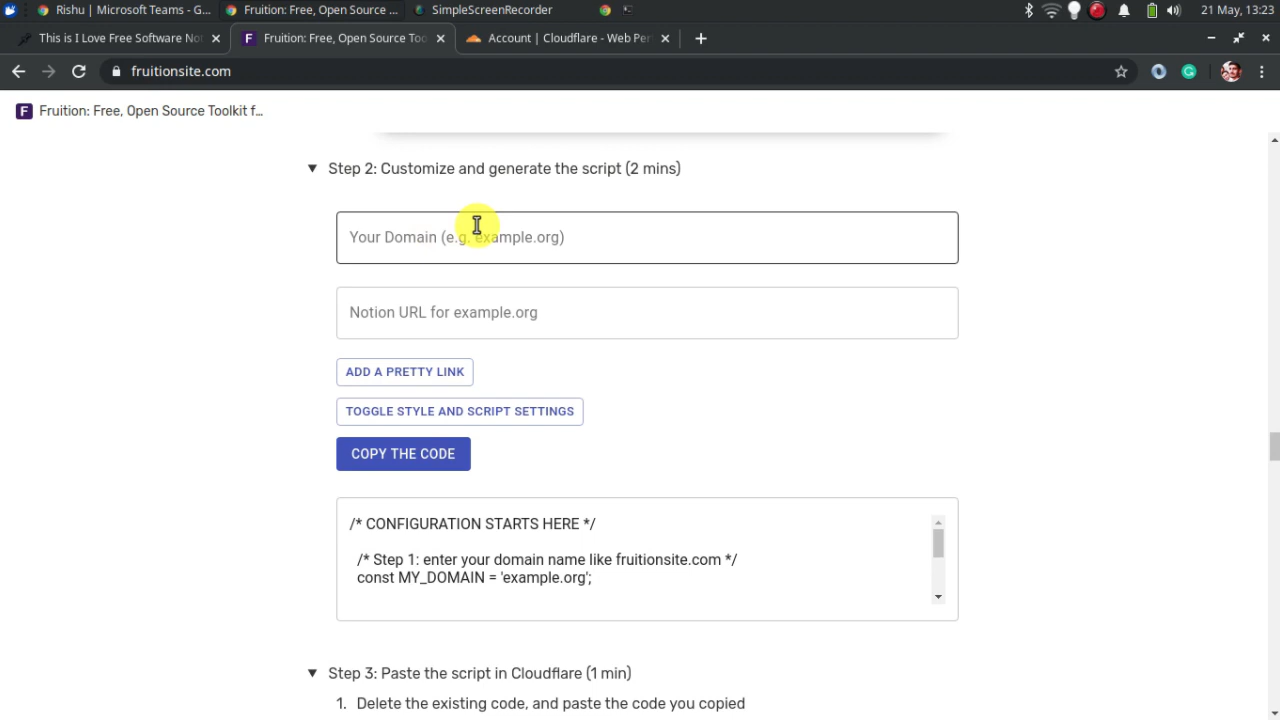 Rishu | Microsoft Teams - G...
Fruition: Free, Open Source ...
SimpleScreenRecorder
21 May, 13:23
This is I Love Free Software No
Fruition: Free, Open Source Too
Account | Cloudflare - Web Per
fruitionsite.com
Fruition: Free, Open Source Toolkit f...
Step 2: Customize and generate the script (2 mins)
Your Domain (e.g. example.org)
Notion URL for example.org
ADD A PRETTY LINK
TOGGLE STYLE AND SCRIPT SETTINGS
COPY THE CODE
/* CONFIGURATION STARTS HERE */
/* Step 1: enter your domain name like fruitionsite.com */
const MY_DOMAIN = 'example.org';
Step 3: Paste the script in Cloudflare (1 min)
1. Delete the existing code, and paste the code you copied